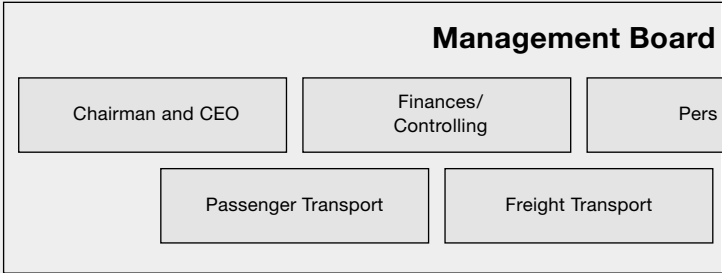 Management Board
Chairman and CEO
Finances/
Controlling
Pers
Passenger Transport
Freight Transport